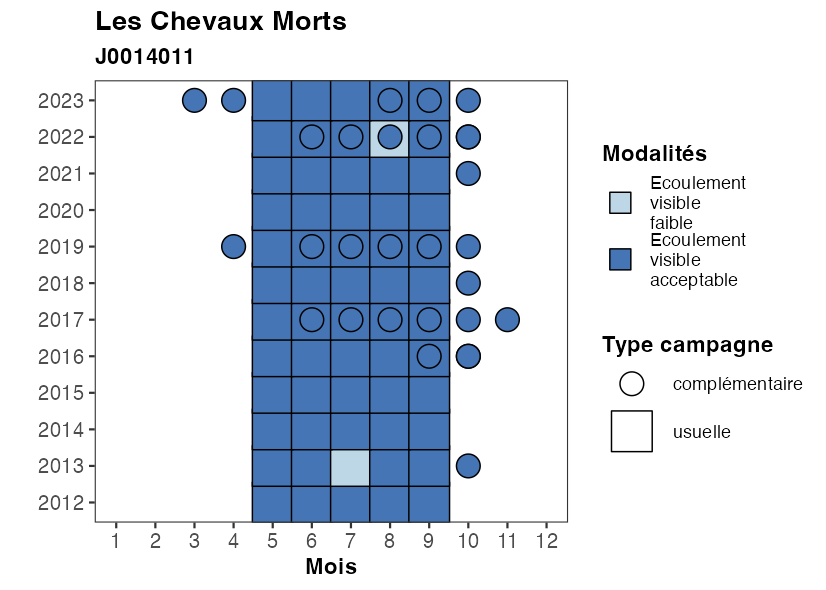 Les Chevaux Morts
J0014011
2023
2022
2021
2020
2019
2018
2017
2016
2015
2014
2013
2012
1 2 3 4 5 6 7 8 9 10 11 12
Mois
Modalités
Ecoulement
visible
faible
Ecoulement
visible
acceptable
Type campagne
complémentaire
usuelle